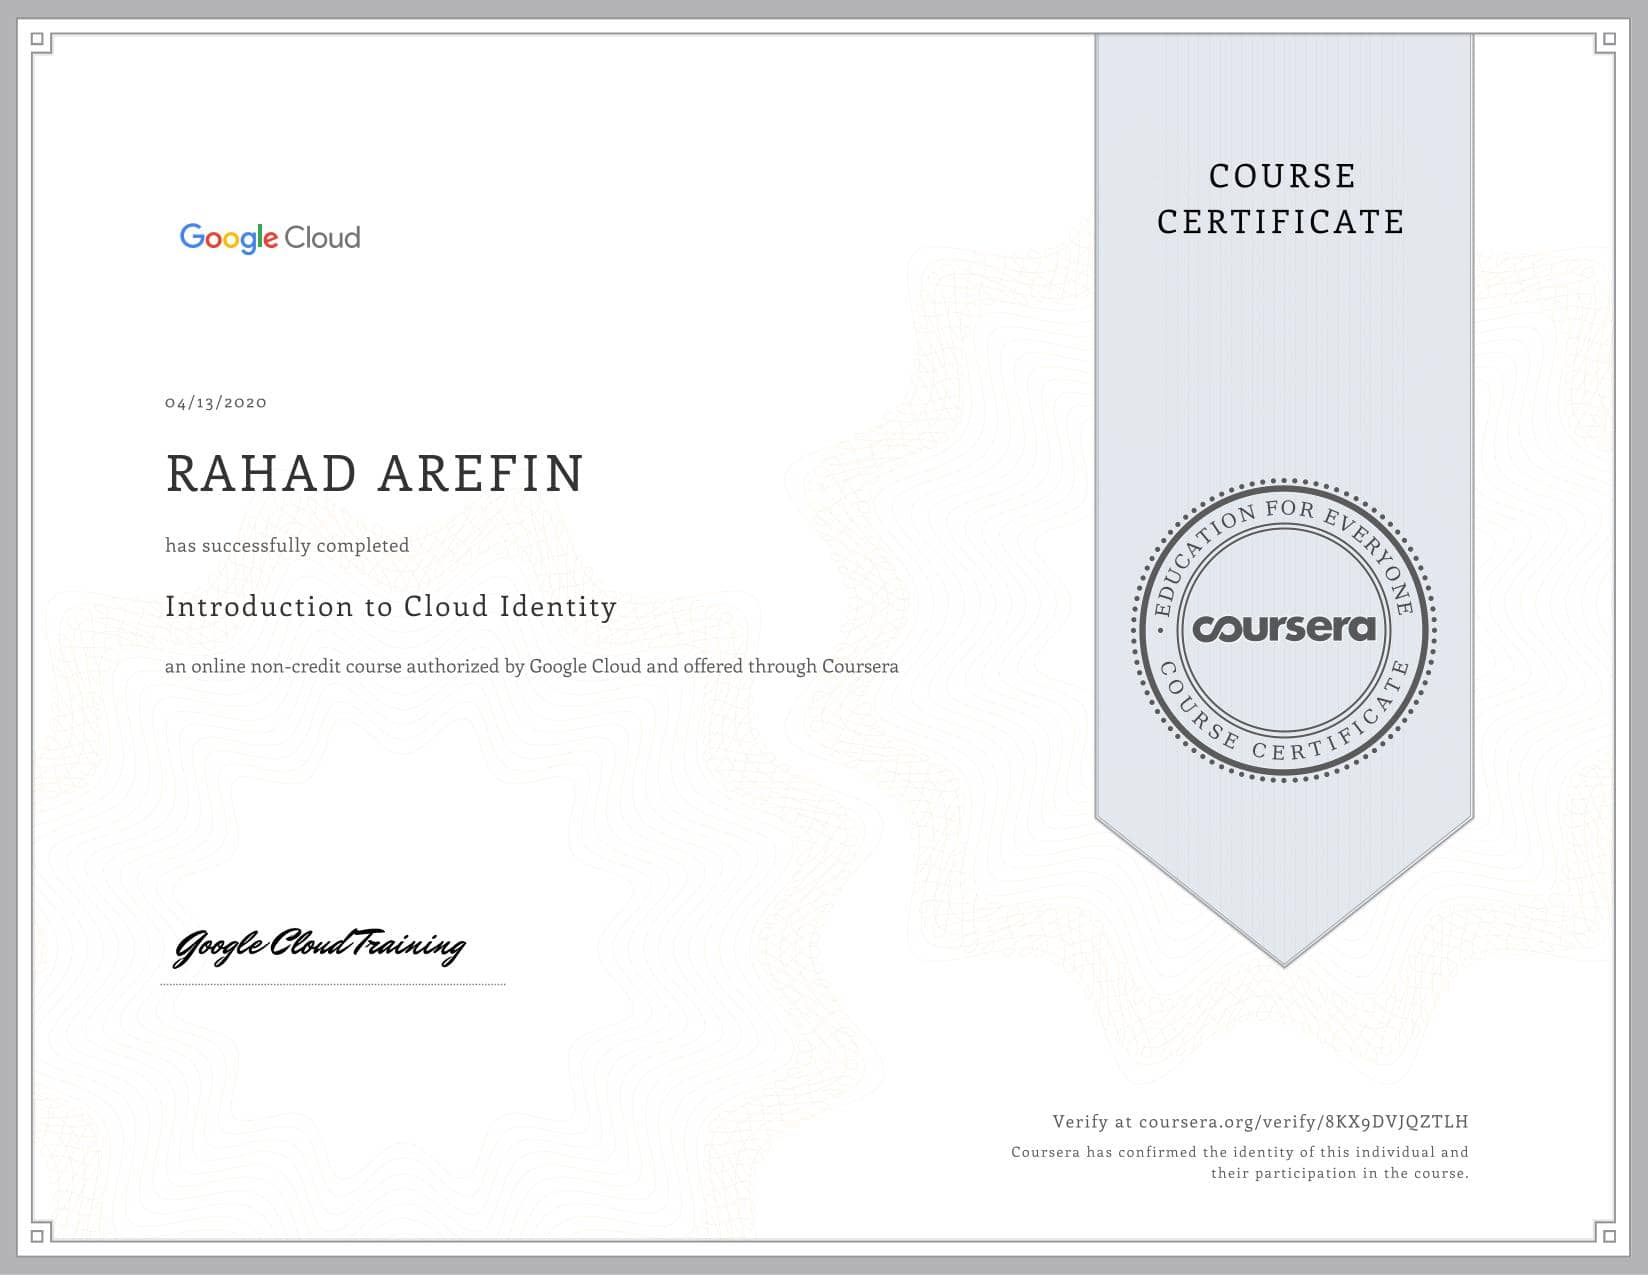 COURSE
CERTIFICATE
Google Cloud
04/13/2020
RAHAD AREFIN
has successfully completed
Introduction to Cloud Identity
an online non-credit course authorized by Google Cloud and offered through Coursera
EDUCATION FOR EVERYONE
coursera
COURSE CERTIFICATE
Google Cloud Training
Verify at coursera.org/verify/8KX9DVJQZTLH
Coursera has confirmed the identity of this individual and
their participation in the course.